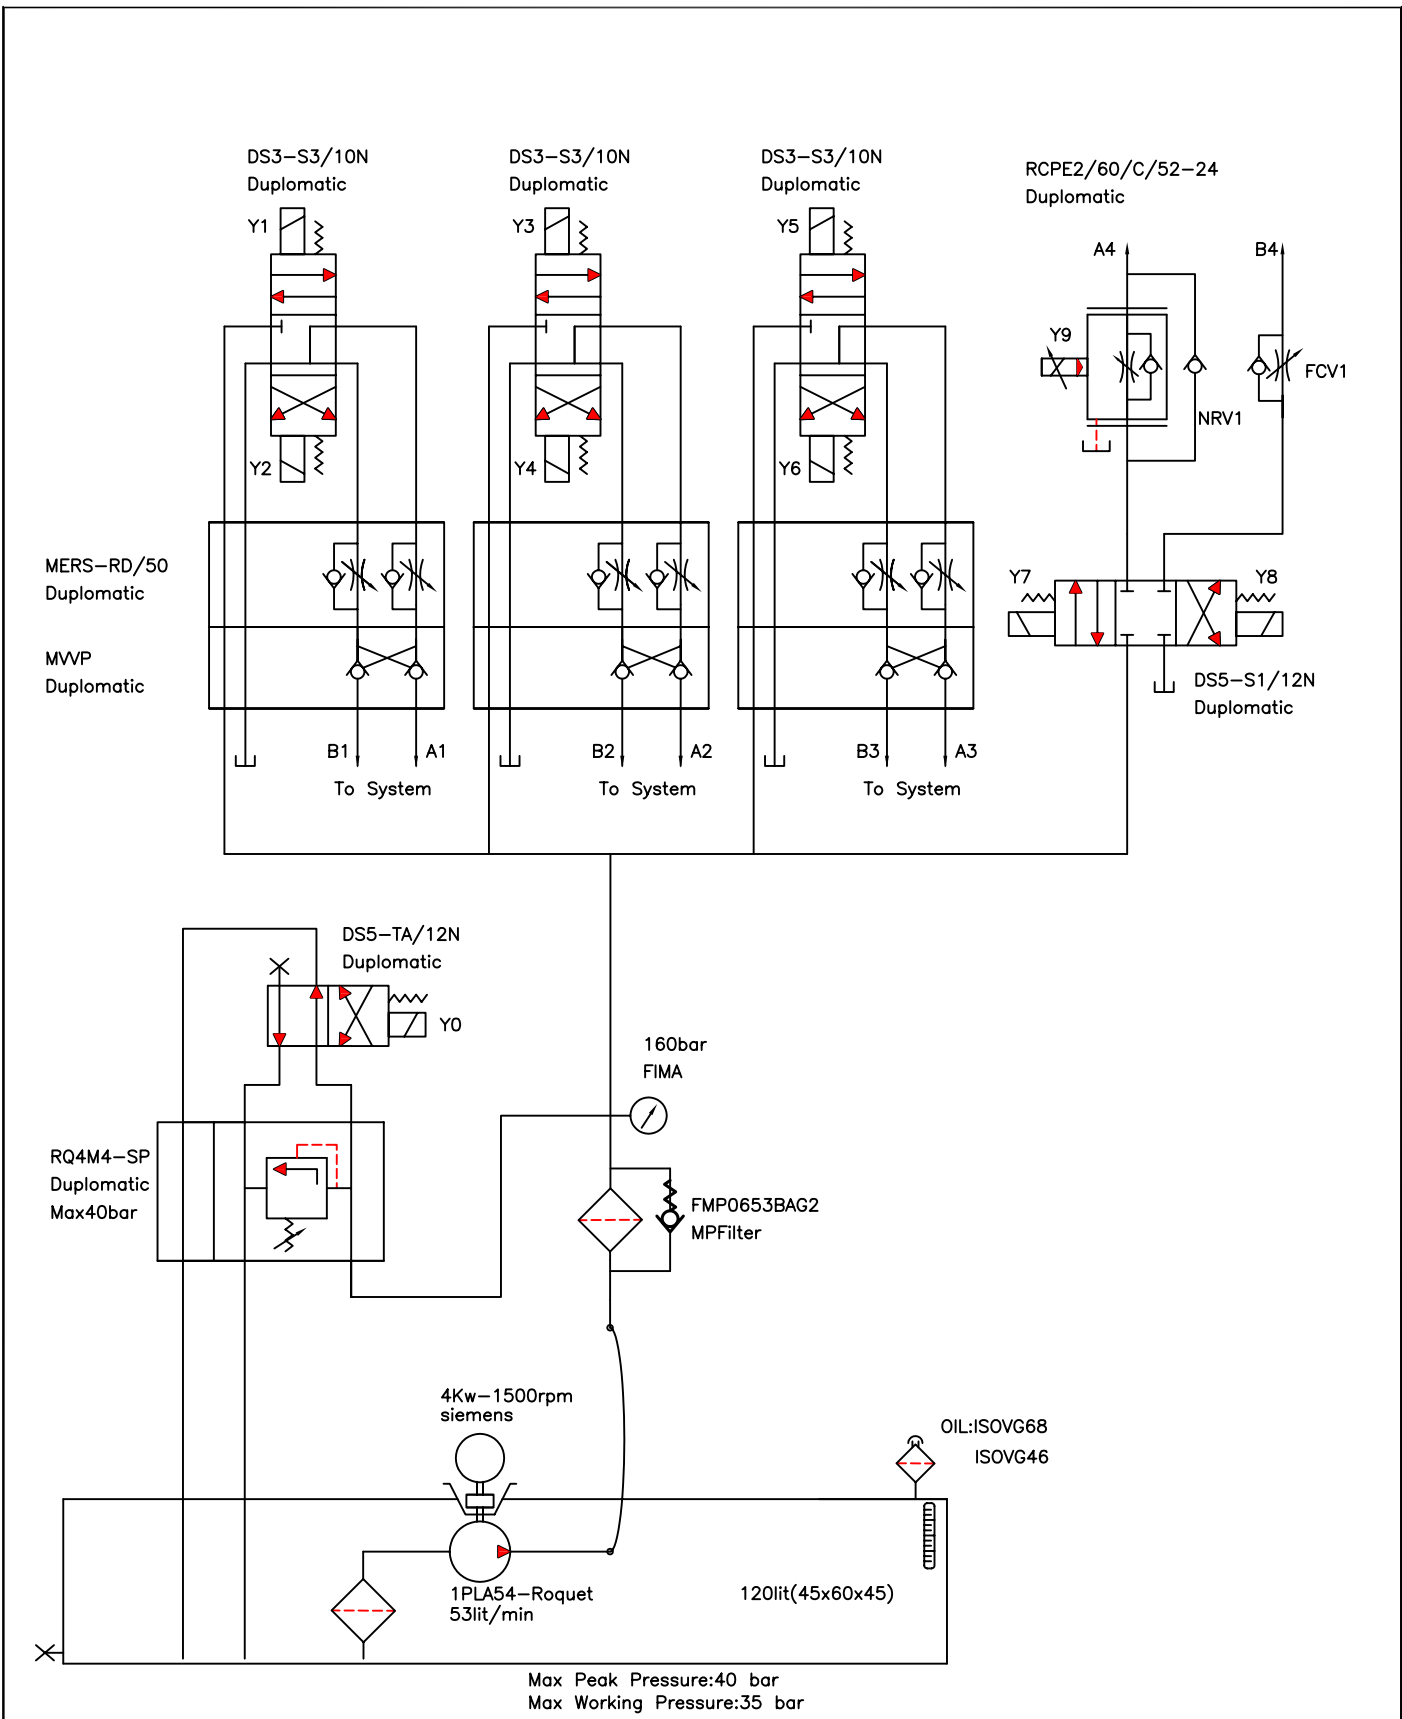 DS3-S3/10N
Duplomatic
DS3-S3/10N
Duplomatic
DS3-S3/10N
Duplomatic
RCPE2/60/C/52-24
Duplomatic
Y1
Y3
Y5
A4
B4
Y9
FCV1
NRV1
Y2
Y4
Y6
MERS-RD/50
Duplomatic
Y7
Y8
MVVP
Duplomatic
DS5-S1/12N
Duplomatic
B1
A1
B2
A2
B3
A3
To System
To System
To System
DS5-TA/12N
Duplomatic
Y0
160bar
FIMA
RQ4M4-SP
Duplomatic
Max40bar
FMP0653BAG2
MPFilter
4Kw-1500rpm
siemens
OIL:ISOVG68
ISOVG46
1PLA54-Roquet
53lit/min
120lit(45x60x45)
Max Peak Pressure:40 bar
Max Working Pressure:35 bar